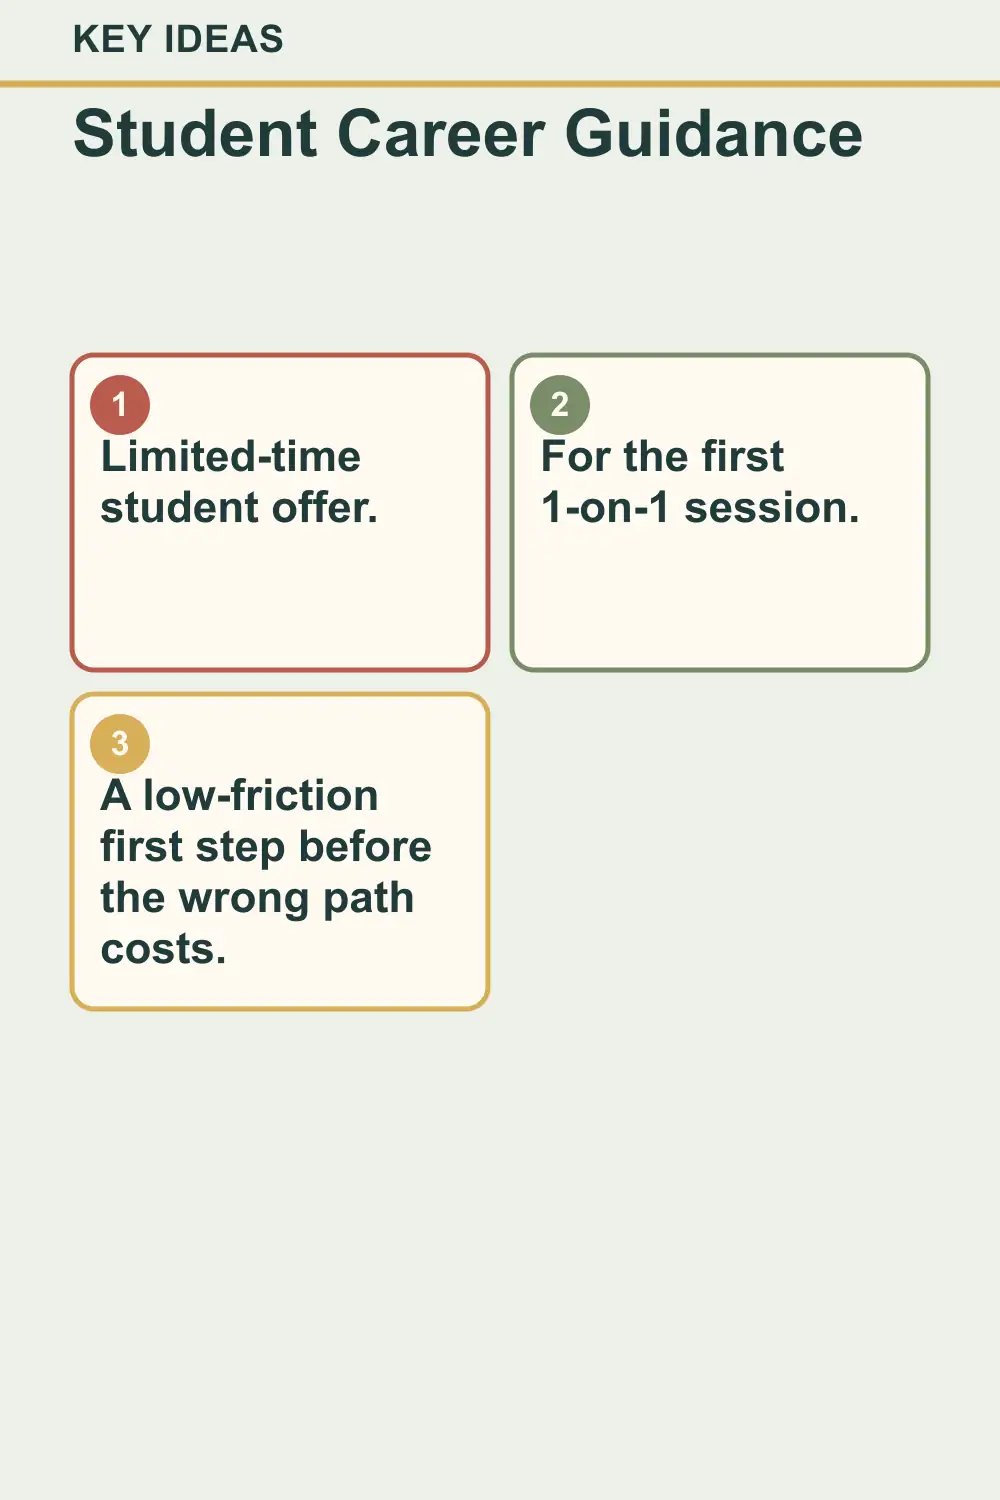 KEY IDEAS
Student Career Guidance
1
Limited-time
student offer.
2
For the first
1-on-1 session.
3
A low-friction
first step before
the wrong path
costs.